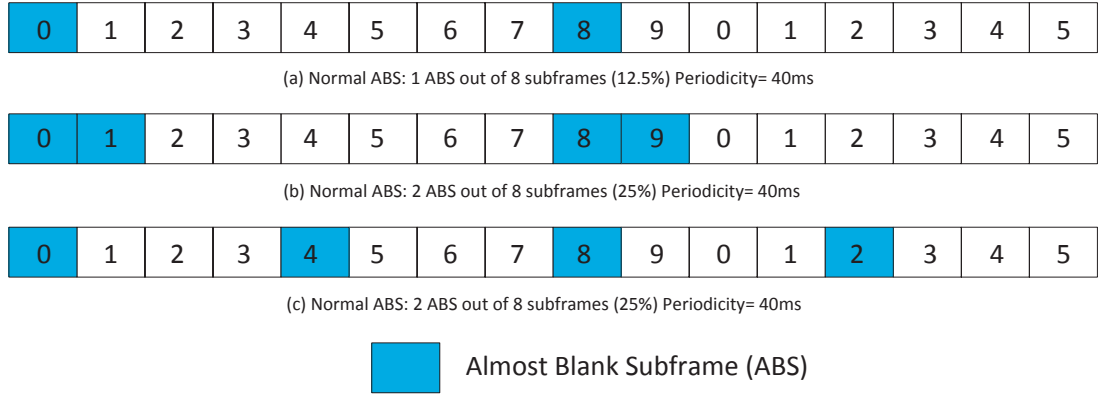 0 1 2 3 4 5 6 7 8 9 0 1 2 3 4 5
(a) Normal ABS: 1 ABS out of 8 subframes (12.5%) Periodicity= 40ms
0 1 2 3 4 5 6 7 8 9 0 1 2 3 4 5
(b) Normal ABS: 2 ABS out of 8 subframes (25%) Periodicity= 40ms
0 1 2 3 4 5 6 7 8 9 0 1 2 3 4 5
(c) Normal ABS: 2 ABS out of 8 subframes (25%) Periodicity= 40ms
Almost Blank Subframe (ABS)